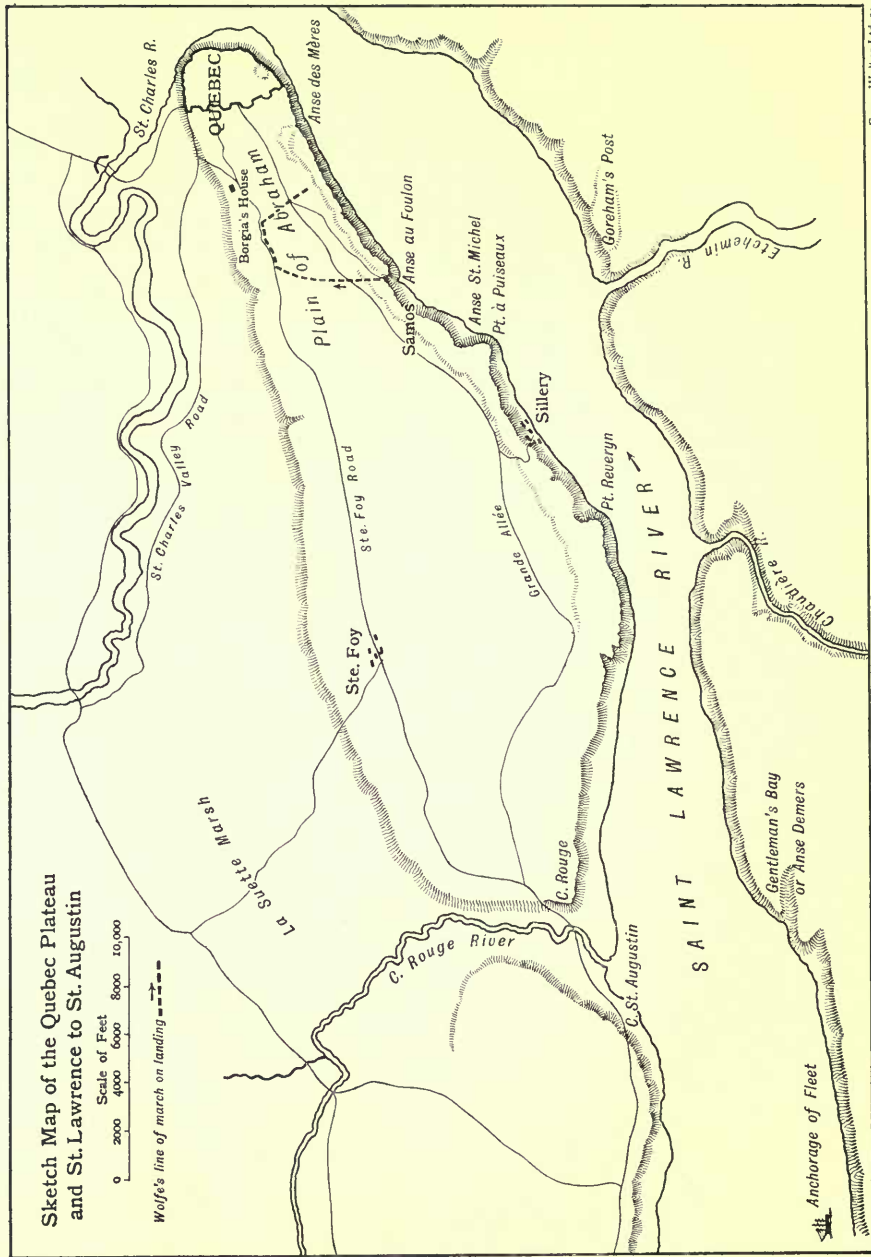 Sketch Map of the Quebec Plateau
and St. Lawrence to St. Augustin
Scale of Feet
0 2000 4000 6000 8000 10,000
Wolfe's line of march on landing
St. Charles R.
QUEBEC
Anse des Mères
Borgia's House
Plain of Abraham
Anse au Foulon
Samos
Anse St. Michel
Pt. à Puiseaux
Sillery
Goreham's Post
Etchemin R.
St. Charles Valley Road
Ste. Foy Road
Grande Allée
Pt. Reveryn
Ste. Foy
La Suette Marsh
SAINT LAWRENCE RIVER
Chaudière R.
C. Rouge
C. Rouge River
C. St. Augustin
Gentleman's Bay
or Anse Demers
Anchorage of Fleet